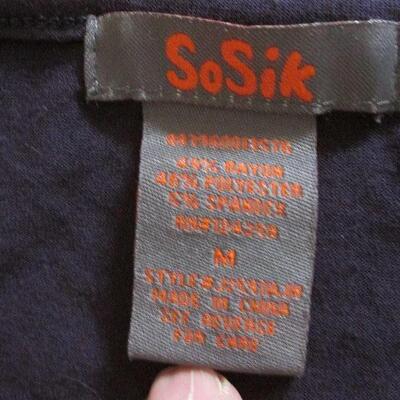 SoSik
49% RAYON
46% POLYESTER
5% SPANDEX
M
MADE IN CHINA
SEE REVERSE
FOR CARE